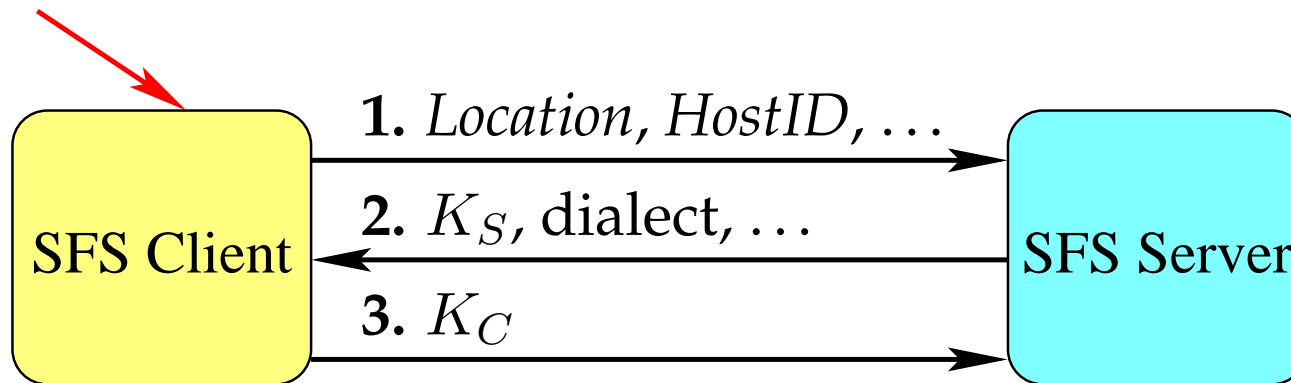 1. Location, HostID, …
2. K_S, dialect, …
SFS Client
SFS Server
3. K_C